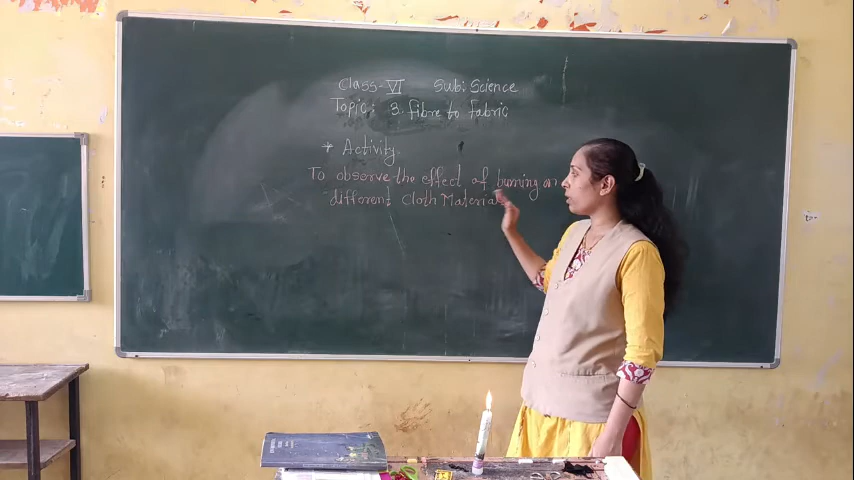 Class-VI Sub: Science
Topic: 3. fibre to fabric
* Activity.
To observe the effect of burning on
different Cloth Materials